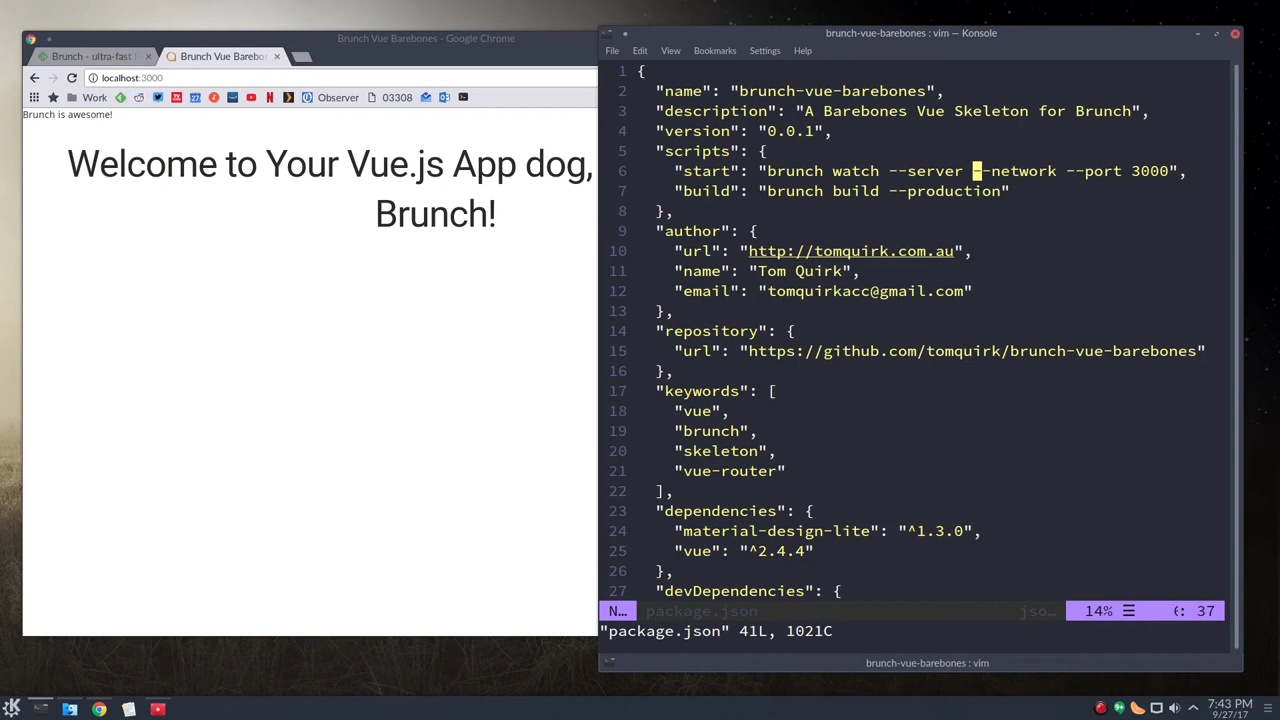 Brunch Vue Barebones - Google Chrome
Brunch - ultra-fast
Brunch Vue Barebo
localhost:3000
Work
27
Observer
03308
Brunch is awesome!
Welcome to Your Vue.js App dog,
Brunch!
brunch-vue-barebones : vim — Konsole
File Edit View Bookmarks Settings Help
1 {
2 "name": "brunch-vue-barebones",
3 "description": "A Barebones Vue Skeleton for Brunch",
4 "version": "0.0.1",
5 "scripts": {
6 "start": "brunch watch --server --network --port 3000",
7 "build": "brunch build --production"
8 },
9 "author": {
10 "url": "http://tomquirk.com.au",
11 "name": "Tom Quirk",
12 "email": "tomquirkacc@gmail.com"
13 },
14 "repository": {
15 "url": "https://github.com/tomquirk/brunch-vue-barebones"
16 },
17 "keywords": [
18 "vue",
19 "brunch",
20 "skeleton",
21 "vue-router"
22 ],
23 "dependencies": {
24 "material-design-lite": "^1.3.0",
25 "vue": "^2.4.4"
26 },
27 "devDependencies": {
N… package.json jso… 14% ☰ 6: 37
"package.json" 41L, 1021C
brunch-vue-barebones : vim
7:43 PM
9/27/17